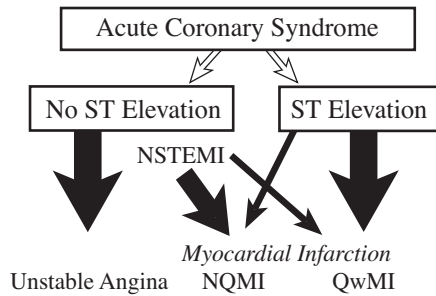 Acute Coronary Syndrome
No ST Elevation
ST Elevation
NSTEMI
Myocardial Infarction
Unstable Angina
NQMI
QwMI